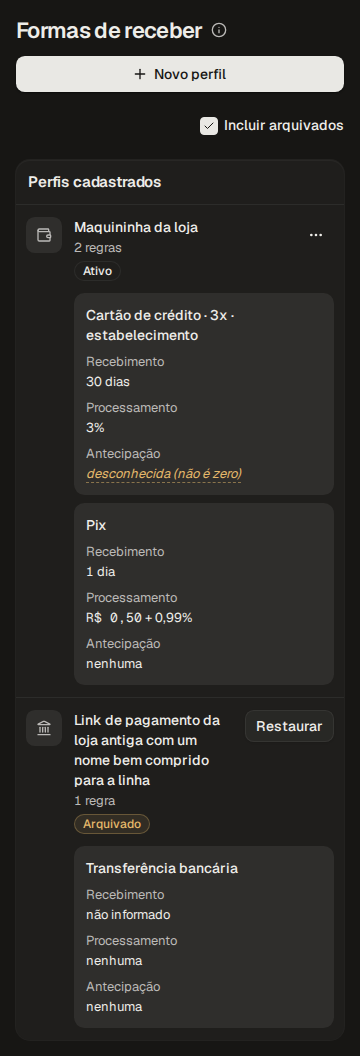 Formas de receber
+ Novo perfil
Incluir arquivados
Perfis cadastrados
Maquininha da loja
2 regras
Ativo
Cartão de crédito · 3x ·
estabelecimento
Recebimento
30 dias
Processamento
3%
Antecipação
desconhecida (não é zero)
Pix
Recebimento
1 dia
Processamento
R$ 0,50 + 0,99%
Antecipação
nenhuma
Link de pagamento da
loja antiga com um
nome bem comprido
para a linha
Restaurar
1 regra
Arquivado
Transferência bancária
Recebimento
não informado
Processamento
nenhuma
Antecipação
nenhuma